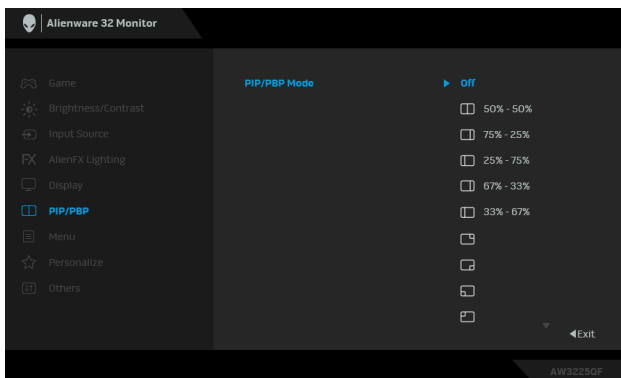 Alienware 32 Monitor
Game
PIP/PBP Mode
Off
Brightness/Contrast
50% - 50%
Input Source
75% - 25%
FX AlienFX Lighting
25% - 75%
Display
67% - 33%
PIP/PBP
33% - 67%
Menu
Personalize
Others
Exit
AW3225QF